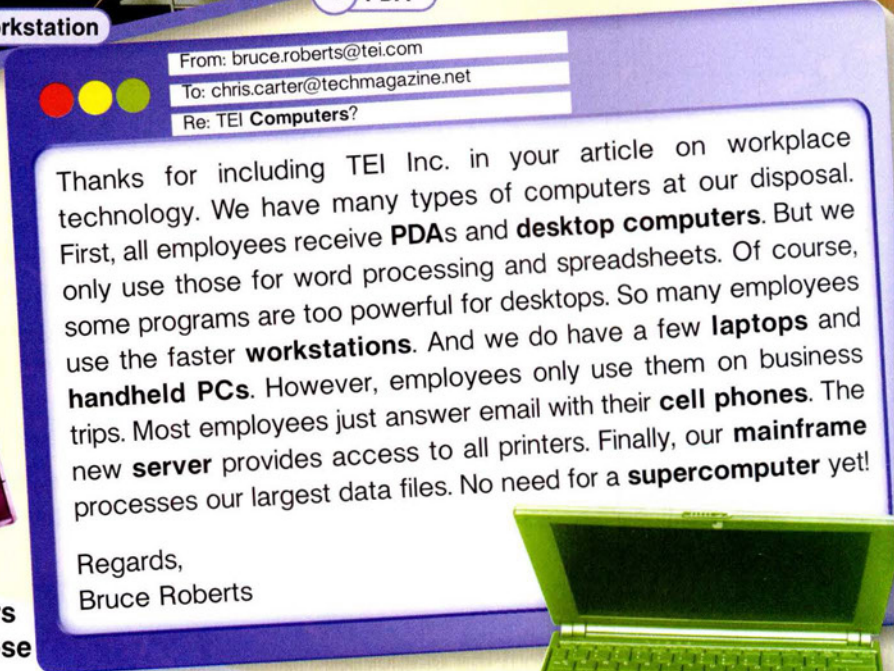 rkstation
From: bruce.roberts@tei.com
To: chris.carter@techmagazine.net
Re: TEI Computers?
Thanks for including TEI Inc. in your article on workplace
technology. We have many types of computers at our disposal.
First, all employees receive PDAs and desktop computers. But we
only use those for word processing and spreadsheets. Of course,
some programs are too powerful for desktops. So many employees
use the faster workstations. And we do have a few laptops and
handheld PCs. However, employees only use them on business
trips. Most employees just answer email with their cell phones. The
new server provides access to all printers. Finally, our mainframe
processes our largest data files. No need for a supercomputer yet!
Regards,
Bruce Roberts
rs
se